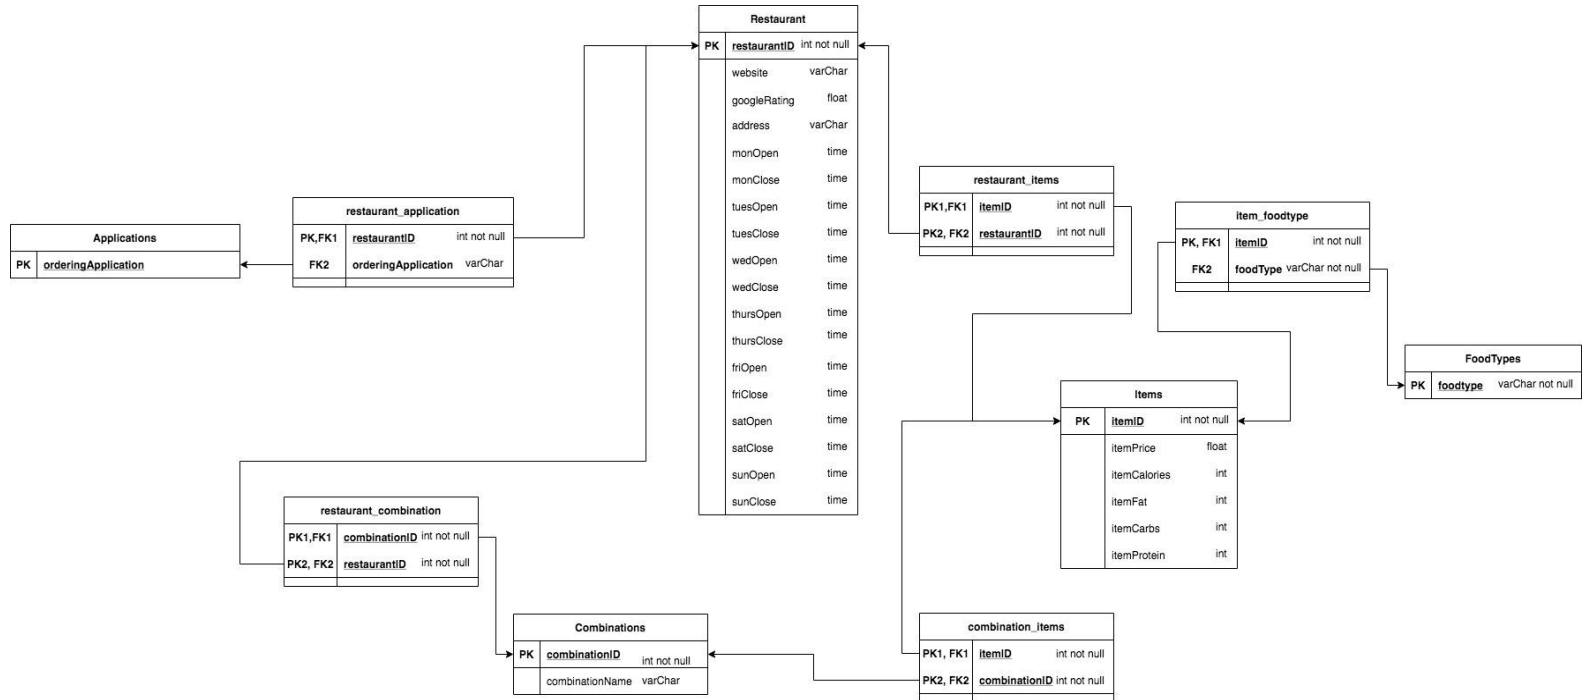 Restaurant
PK restaurantID int not null
website varChar
googleRating float
address varChar
monOpen time
monClose time
tuesOpen time
tuesClose time
wedOpen time
wedClose time
thursOpen time
thursClose time
friOpen time
friClose time
satOpen time
satClose time
sunOpen time
sunClose time
Applications
PK orderingApplication
restaurant_application
PK,FK1 restaurantID int not null
FK2 orderingApplication varChar
restaurant_items
PK1,FK1 itemID int not null
PK2, FK2 restaurantID int not null
item_foodtype
PK, FK1 itemID int not null
FK2 foodType varChar not null
FoodTypes
PK foodtype varChar not null
Items
PK itemID int not null
itemPrice float
itemCalories int
itemFat int
itemCarbs int
itemProtein int
restaurant_combination
PK1,FK1 combinationID int not null
PK2, FK2 restaurantID int not null
Combinations
PK combinationID int not null
combinationName varChar
combination_items
PK1, FK1 itemID int not null
PK2, FK2 combinationID int not null